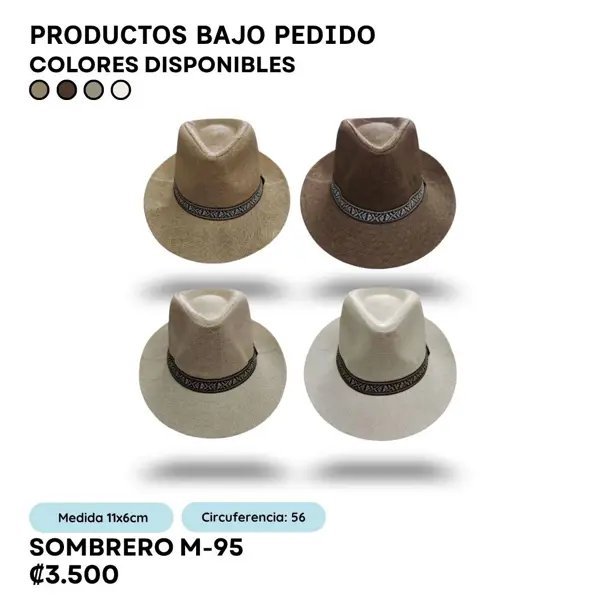 PRODUCTOS BAJO PEDIDO
COLORES DISPONIBLES
Medida 11x6cm
Circuferencia: 56
SOMBRERO M-95
₡3.500